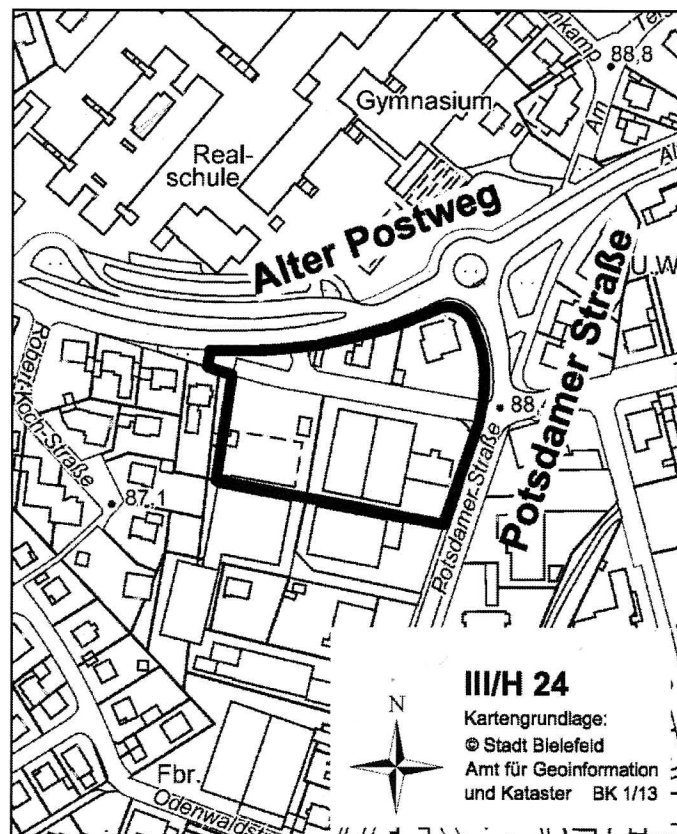 88,8
Am
Gymnasium
Real-
schule
Alter Postweg
Potsdamer Straße
U.W
Robert-Koch-Straße
88,
87,1
Potsdamer-Straße
III/H 24
N
Kartengrundlage:
© Stadt Bielefeld
Amt für Geoinformation
und Kataster BK 1/13
Fbr.